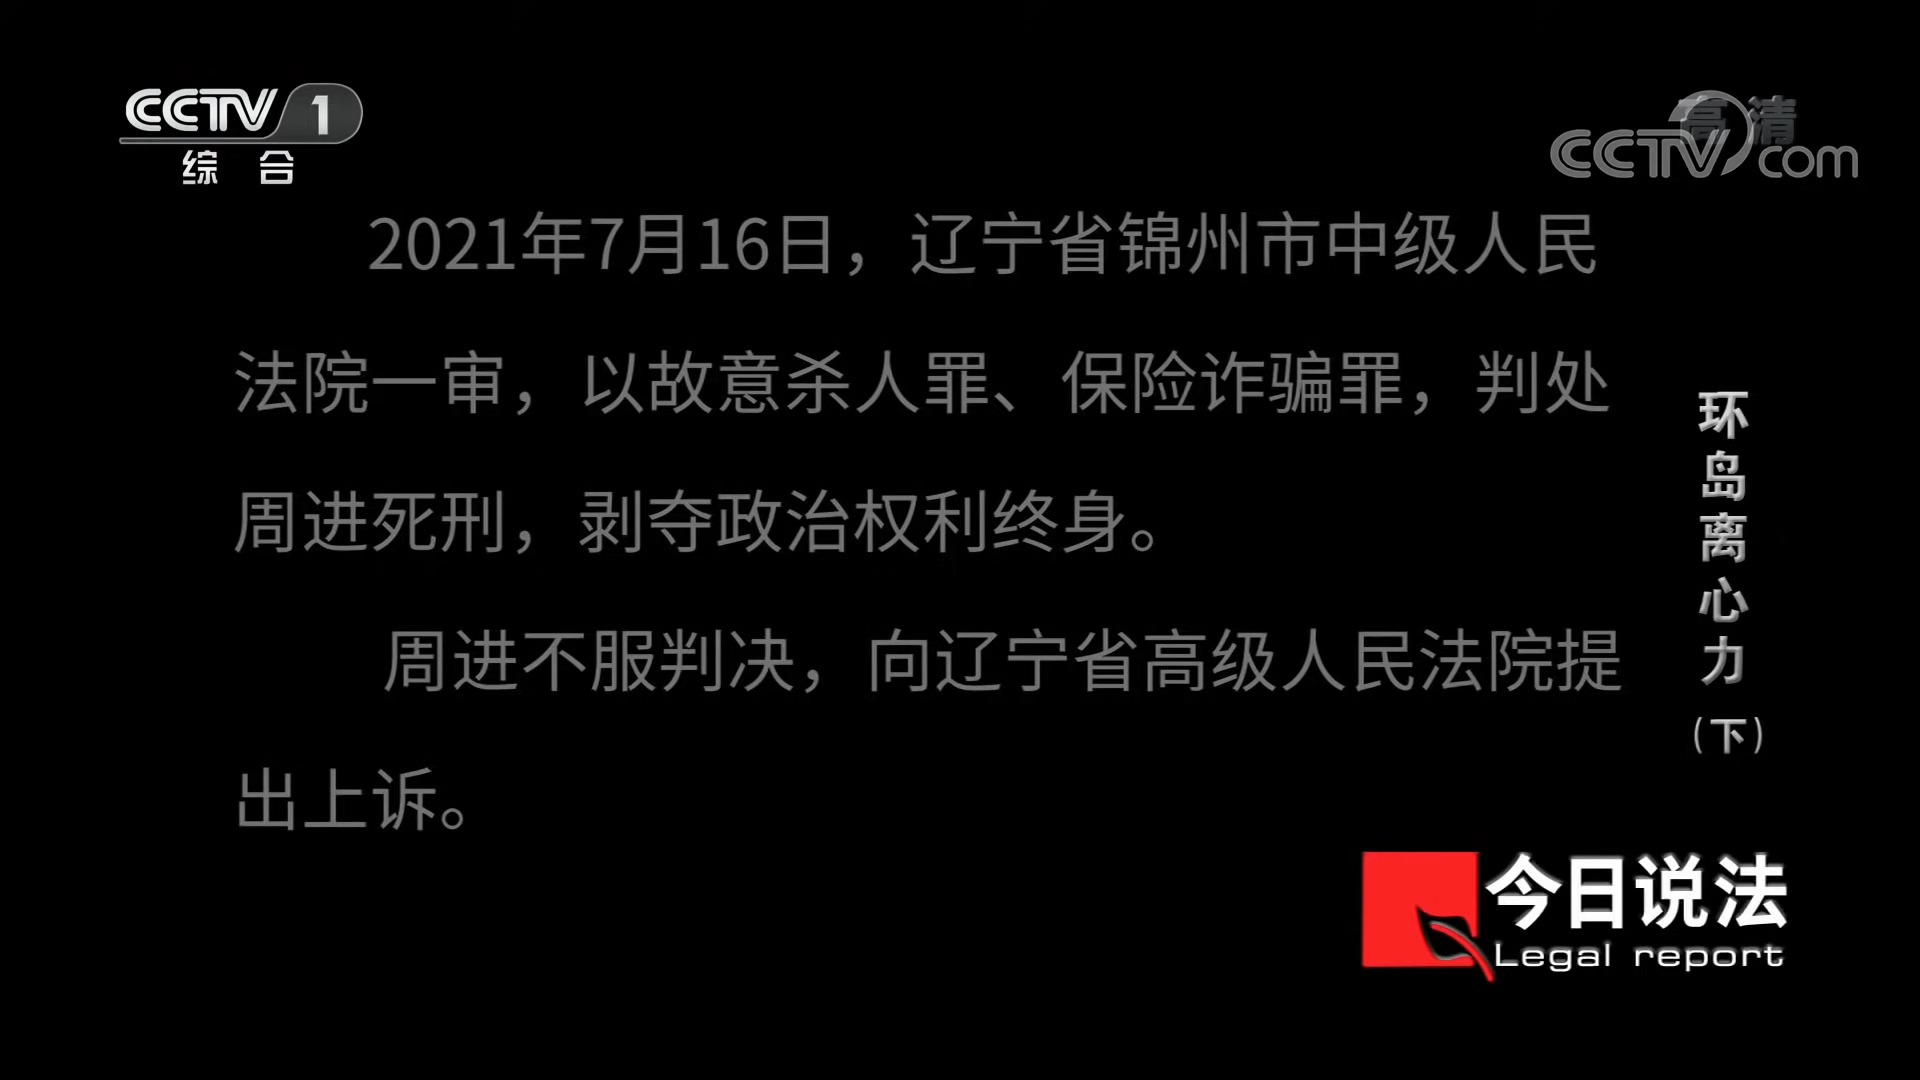 CCTV 1
综合
高清
CCTV com
2021年7月16日，辽宁省锦州市中级人民
法院一审，以故意杀人罪、保险诈骗罪，判处
周进死刑，剥夺政治权利终身。
周进不服判决，向辽宁省高级人民法院提
出上诉。
环岛离心力
（下）
今日说法
Legal report